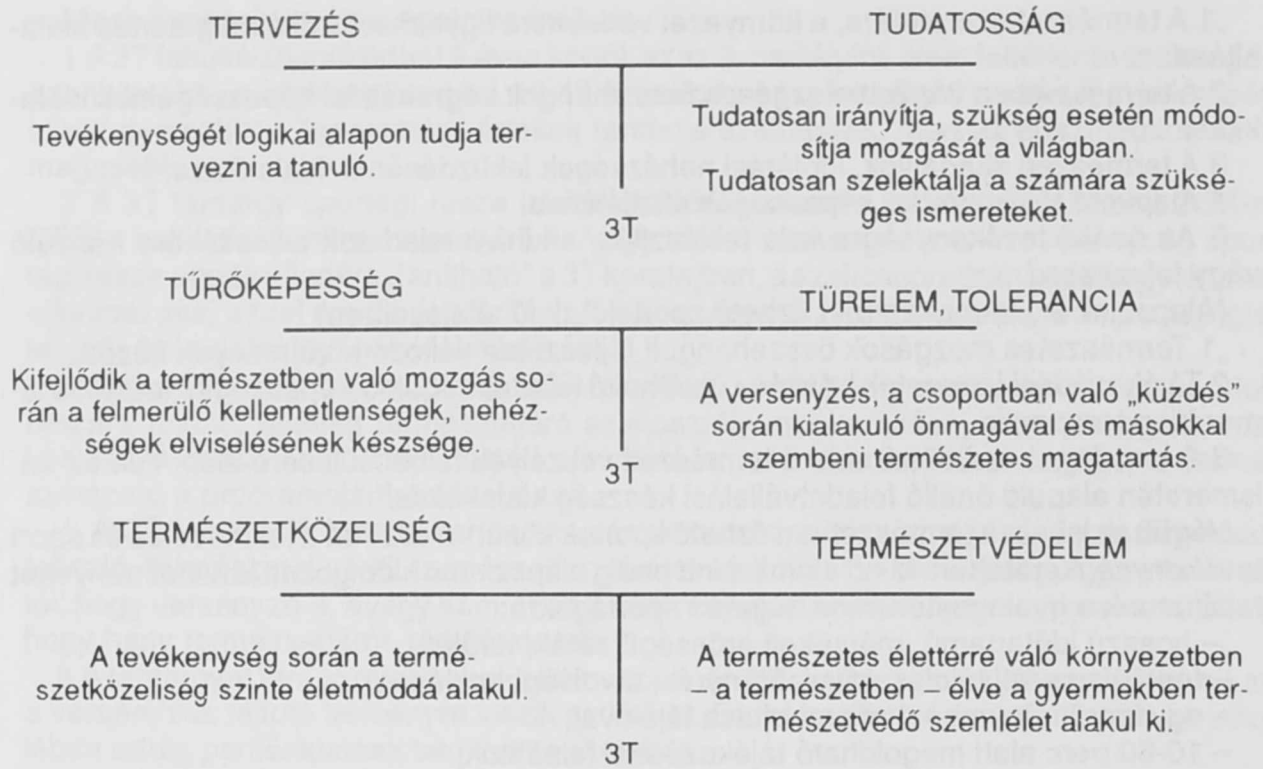 TERVEZÉS
TUDATOSSÁG
Tevékenységét logikai alapon tudja ter-
vezni a tanuló.
Tudatosan irányítja, szükség esetén módo-
sítja mozgását a világban.
Tudatosan szelektálja a számára szüksé-
ges ismereteket.
3T
TŰRŐKÉPESSÉG
TÜRELEM, TOLERANCIA
Kifejlődik a természetben való mozgás so-
rán a felmerülő kellemetlenségek, nehéz-
ségek elviselésének készsége.
A versenyzés, a csoportban való „küzdés”
során kialakuló önmagával és másokkal
szembeni természetes magatartás.
3T
TERMÉSZETKÖZELISÉG
TERMÉSZETVÉDELEM
A tevékenység során a termé-
szetközeliség szinte életmóddá alakul.
A természetes élettérré váló környezetben
– a természetben – élve a gyermekben ter-
mészetvédő szemlélet alakul ki.
3T